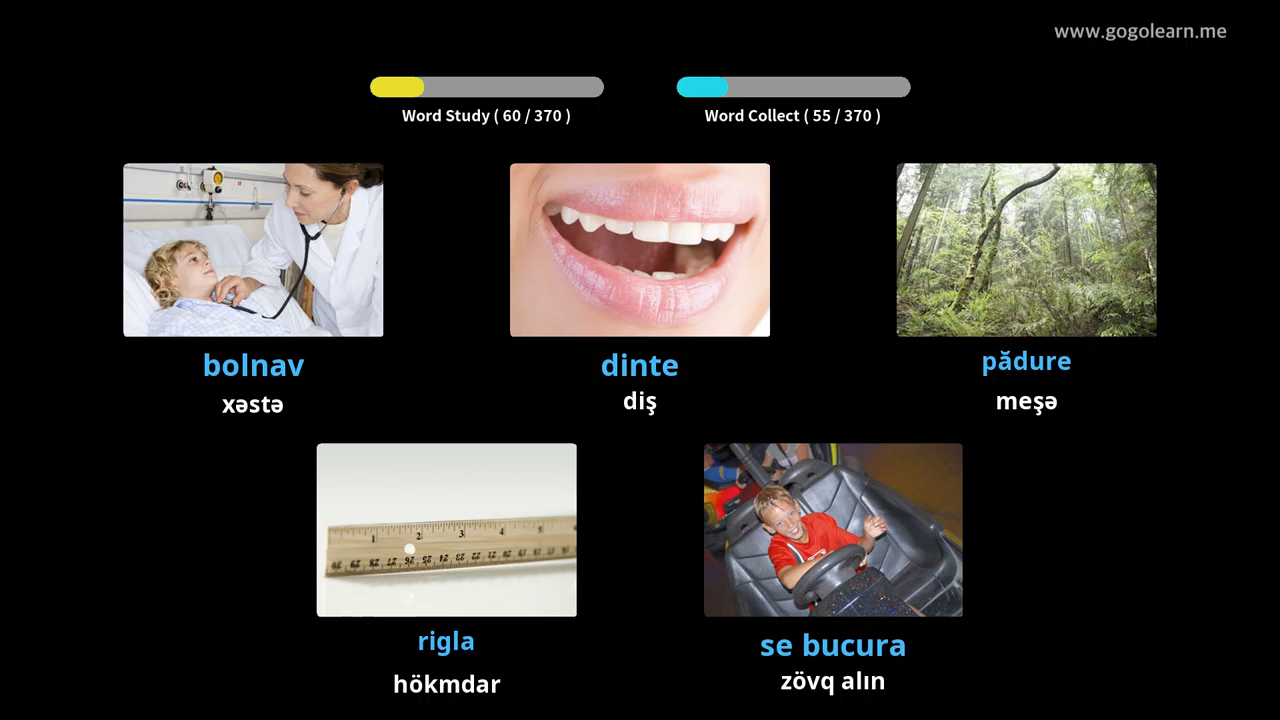 www.gogolearn.me
Word Study ( 60 / 370 )
Word Collect ( 55 / 370 )
bolnav
xəstə
dinte
diş
pădure
meşə
rigla
hökmdar
se bucura
zövq alın